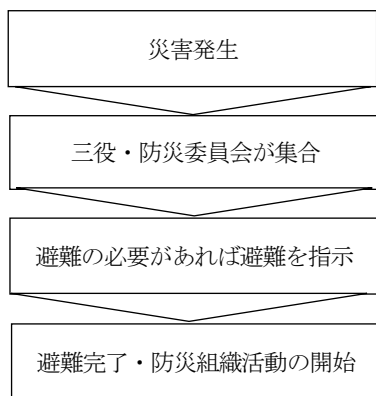 災害発生
三役・防災委員会が集合
避難の必要があれば避難を指示
避難完了・防災組織活動の開始